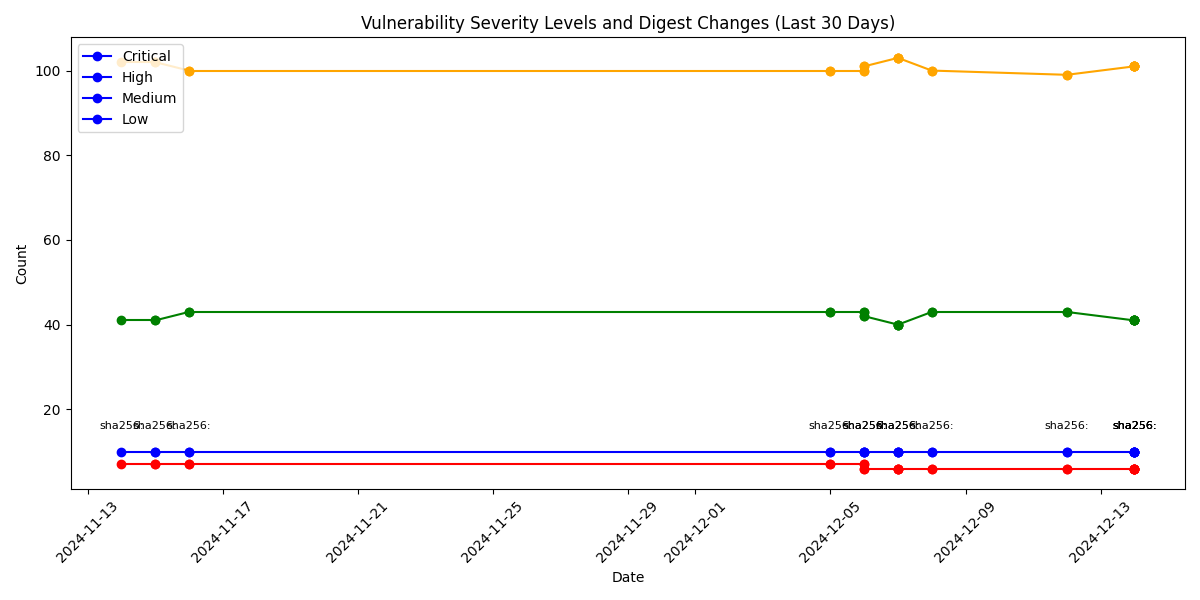 Vulnerability Severity Levels and Digest Changes (Last 30 Days)
Critical
High
Medium
Low
100
80
60
40
20
Count
sha256: sha256: sha256: sha256: sha256: sha256: sha256: sha256: sha256:
2024-11-13
2024-11-17
2024-11-21
2024-11-25
2024-11-29
2024-12-01
2024-12-05
2024-12-09
2024-12-13
Date